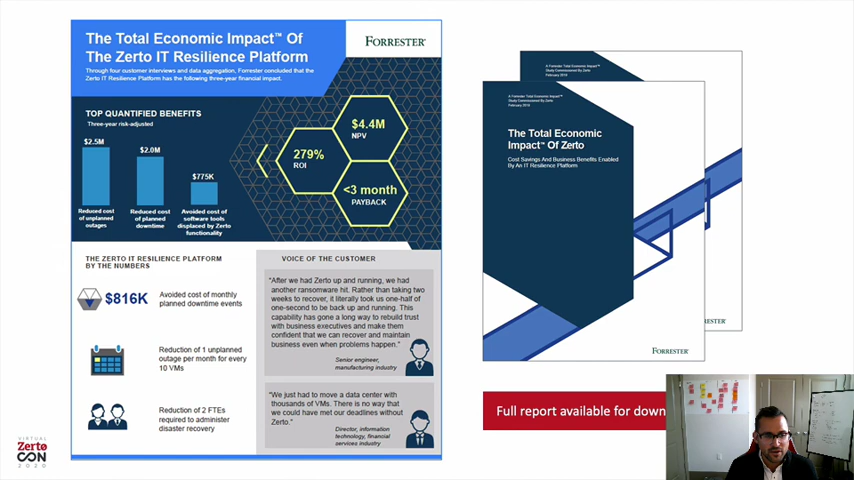 The Total Economic Impact™ Of
The Zerto IT Resilience Platform
Through four customer interviews and data aggregation, Forrester concluded that the
Zerto IT Resilience Platform has the following three-year financial impact.
FORRESTER®
TOP QUANTIFIED BENEFITS
Three-year risk-adjusted
$2.5M
$2.0M
$775K
Reduced cost
of unplanned
outages
Reduced cost
of planned
downtime
Avoided cost of
software tools
displaced by Zerto
functionality
279%
ROI
$4.4M
NPV
<3 month
PAYBACK
THE ZERTO IT RESILIENCE PLATFORM
BY THE NUMBERS
$816K
Avoided cost of monthly
planned downtime events
Reduction of 1 unplanned
outage per month for every
10 VMs
Reduction of 2 FTEs
required to administer
disaster recovery
VOICE OF THE CUSTOMER
"After we had Zerto up and running, we had
another ransomware hit. Rather than taking two
weeks to recover, it literally took us one-half of
one-second to be back up and running. This
capability has gone a long way to rebuild trust
with business executives and make them
confident that we can recover and maintain
business even when problems happen."
Senior engineer,
manufacturing industry
"We just had to move a data center with
thousands of VMs. There is no way that
we could have met our deadlines without
Zerto."
Director, information
technology, financial
services industry
A Forrester Total Economic Impact™
Study Commissioned By Zerto
February 2019
A Forrester Total Economic Impact™
Study Commissioned By Zerto
February 2019
The Total Economic
Impact™ Of Zerto
Cost Savings And Business Benefits Enabled
By An IT Resilience Platform
RESTER®
FORRESTER®
Full report available for down
VIRTUAL
Zerto
CON
2020